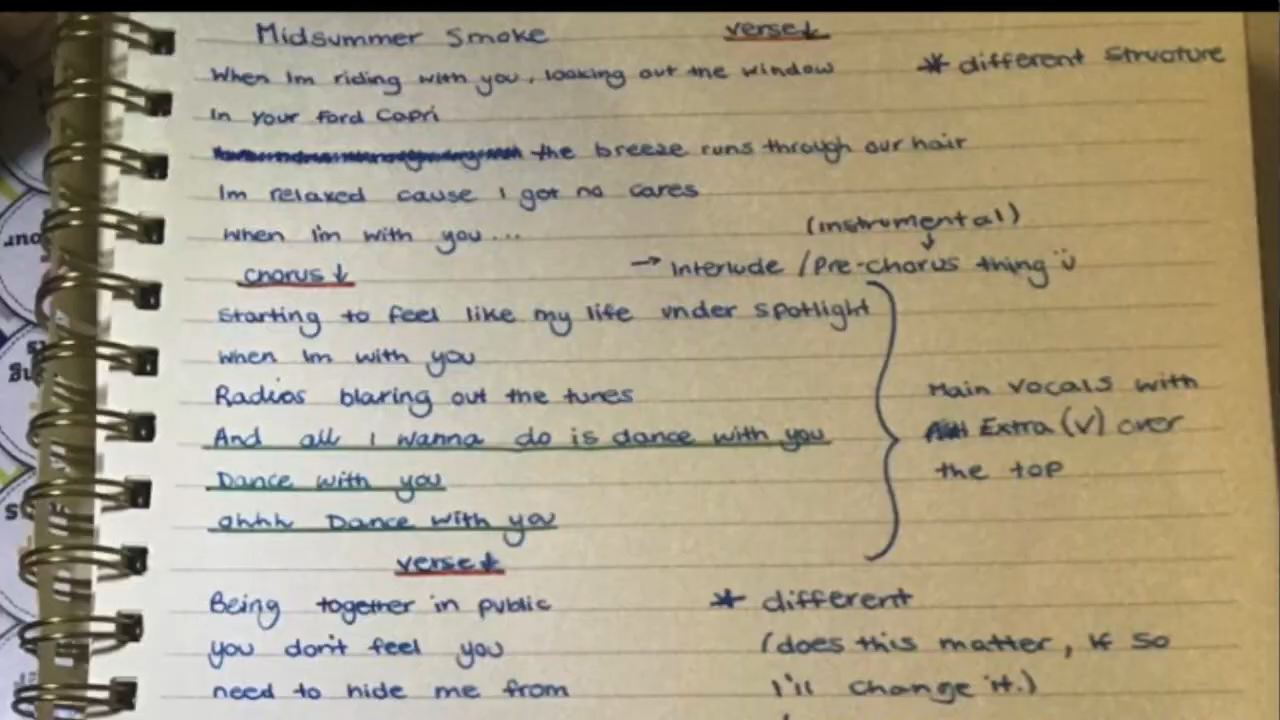 Midsummer Smoke verse↓
When Im riding with you, looking out the window * different structure
In your Ford Capri
the breeze runs through our hair
Im relaxed cause I got no cares
when i'm with you... (instrumental)
chorus↓ → Interlude / Pre-chorus thing
Starting to feel like my life under spotlight
when Im with you
Radios blaring out the tunes Main vocals with
And all I wanna do is dance with you Extra (v) over
Dance with you the top
ohhh Dance with you
verse↓
Being together in public * different
you don't feel you (does this matter, if so
need to hide me from I'll change it.)